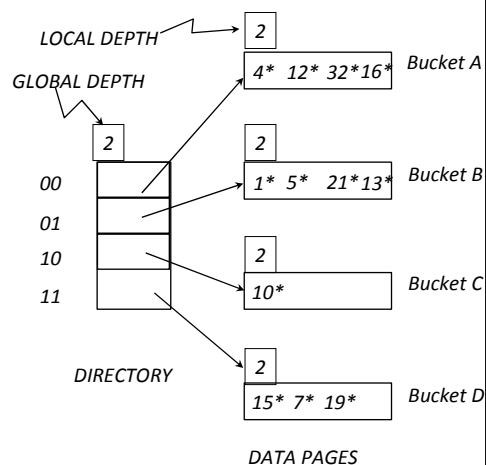 LOCAL DEPTH
2
4* 12* 32* 16*
Bucket A
GLOBAL DEPTH
2
2
1* 5* 21* 13*
Bucket B
00
01
10
11
2
10*
Bucket C
2
15* 7* 19*
Bucket D
DIRECTORY
DATA PAGES